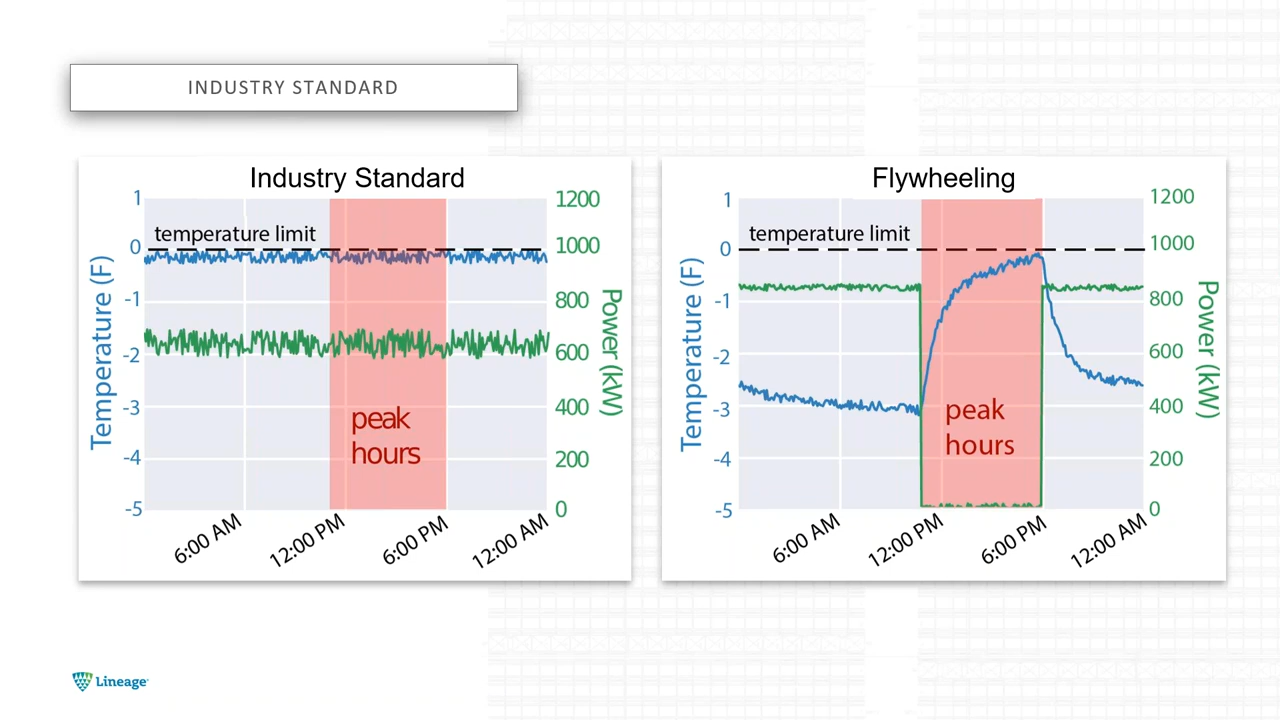 INDUSTRY STANDARD
Industry Standard
1
0
-1
-2
-3
-4
-5
Temperature (F)
temperature limit
peak
hours
1200
1000
800
600
400
200
0
Power (kW)
6:00 AM
12:00 PM
6:00 PM
12:00 AM
Flywheeling
1
0
-1
-2
-3
-4
-5
Temperature (F)
temperature limit
peak
hours
1200
1000
800
600
400
200
0
Power (kW)
6:00 AM
12:00 PM
6:00 PM
12:00 AM
Lineage